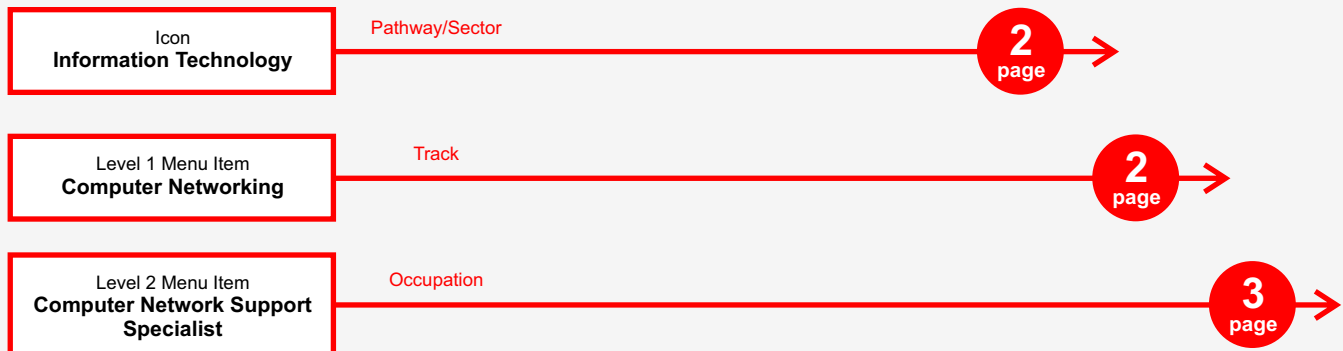 Icon
Information Technology
Pathway/Sector
2
page
Level 1 Menu Item
Computer Networking
Track
2
page
Level 2 Menu Item
Computer Network Support
Specialist
Occupation
3
page